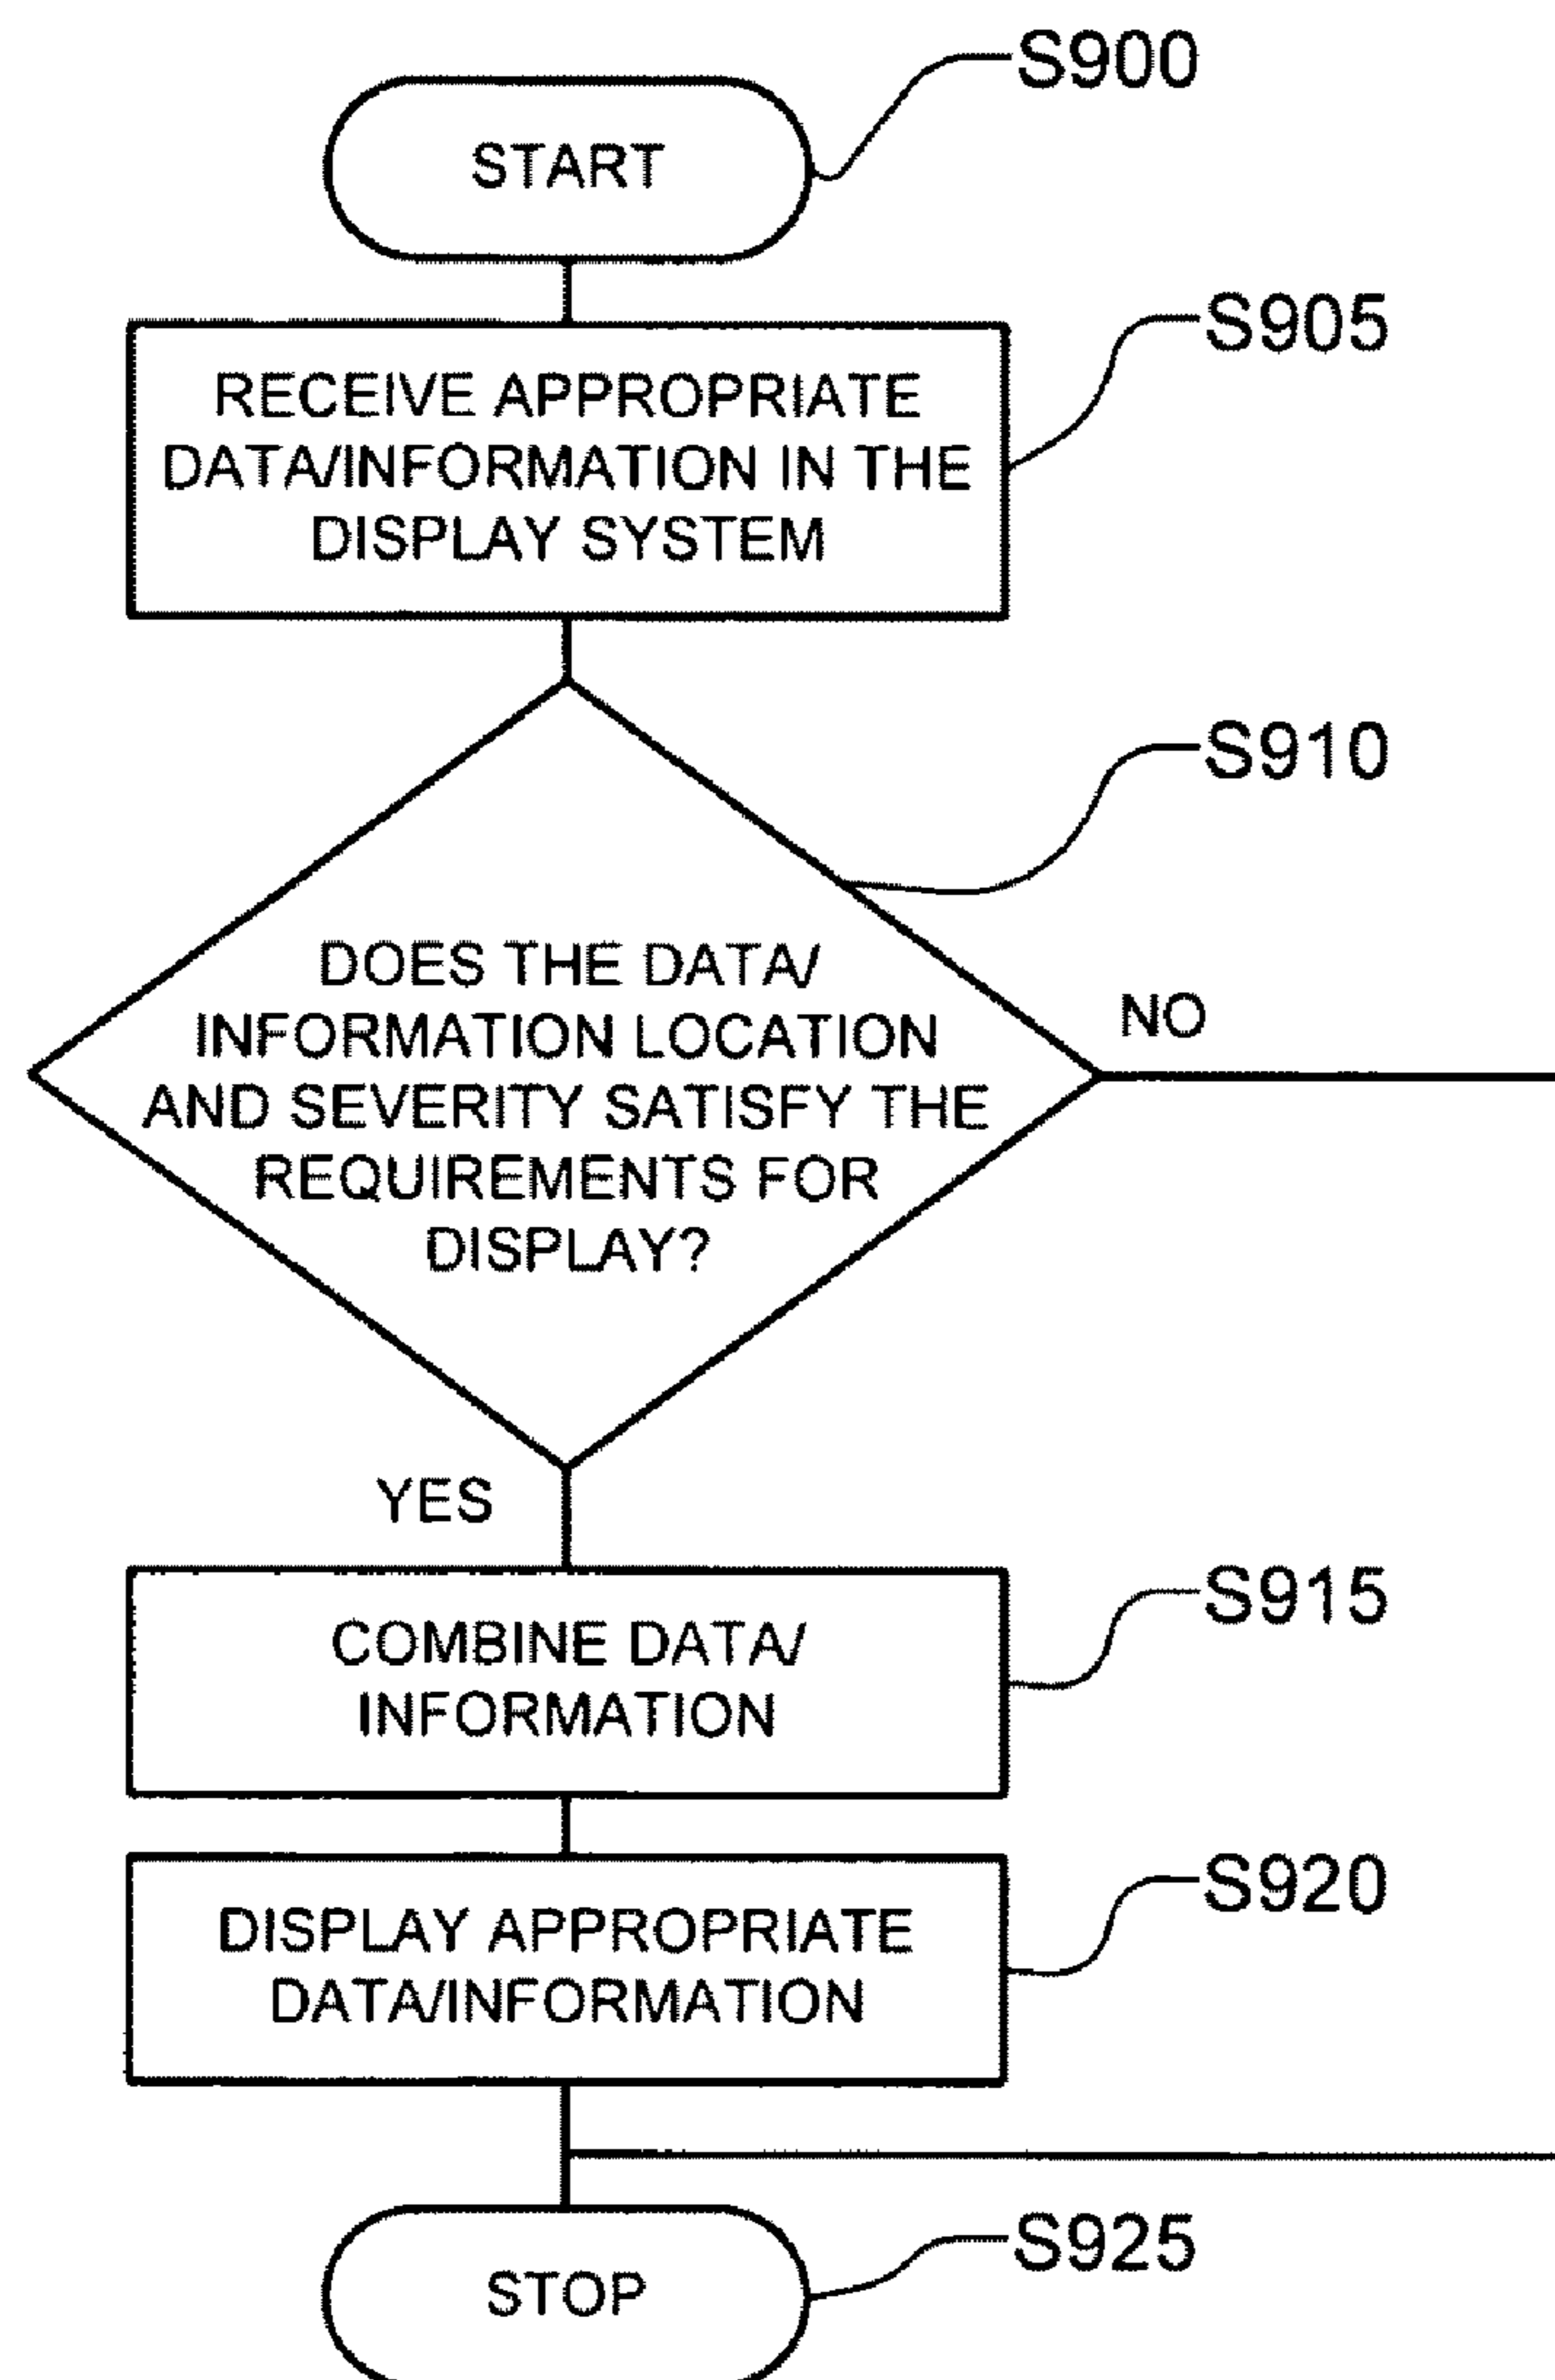 S900
START
S905
RECEIVE APPROPRIATE
DATA/INFORMATION IN THE
DISPLAY SYSTEM
S910
DOES THE DATA/
INFORMATION LOCATION
AND SEVERITY SATISFY THE
REQUIREMENTS FOR
DISPLAY?
NO
YES
S915
COMBINE DATA/
INFORMATION
S920
DISPLAY APPROPRIATE
DATA/INFORMATION
S925
STOP